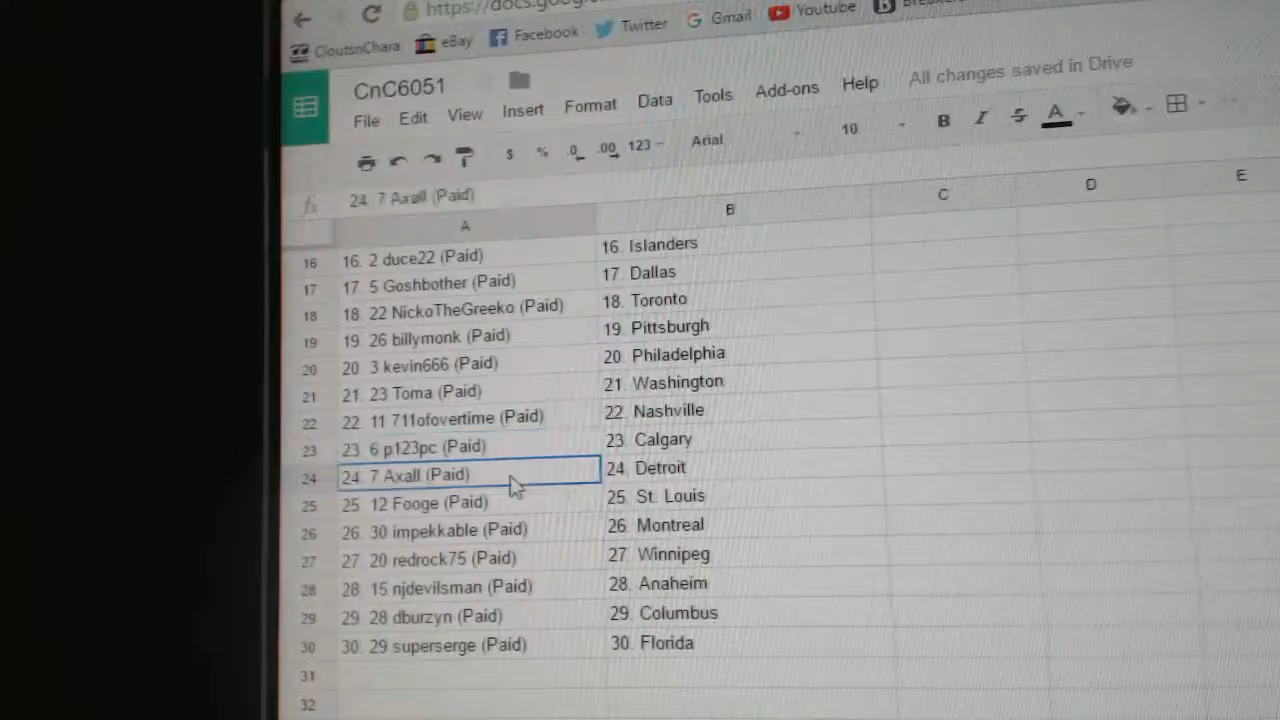 https://docs.goog
CloutsnChara eBay Facebook Twitter Gmail Youtube
CnC6051
File Edit View Insert Format Data Tools Add-ons Help All changes saved in Drive
$ % .0 .00 123 Arial 10 B I S A
fx 24. 7 Axall (Paid)
A B C D E
16 16. 2 duce22 (Paid) 16. Islanders
17 17. 5 Goshbother (Paid) 17. Dallas
18 18. 22 NickoTheGreeko (Paid) 18. Toronto
19 19. 26 billymonk (Paid) 19. Pittsburgh
20 20. 3 kevin666 (Paid) 20. Philadelphia
21 21. 23 Toma (Paid) 21. Washington
22 22. 11 711ofovertime (Paid) 22. Nashville
23 23. 6 p123pc (Paid) 23. Calgary
24 24. 7 Axall (Paid) 24. Detroit
25 25. 12 Fooge (Paid) 25. St. Louis
26 26. 30 impekkable (Paid) 26. Montreal
27 27. 20 redrock75 (Paid) 27. Winnipeg
28 28. 15 njdevilsman (Paid) 28. Anaheim
29 29. 28 dburzyn (Paid) 29. Columbus
30 30. 29 superserge (Paid) 30. Florida
31
32